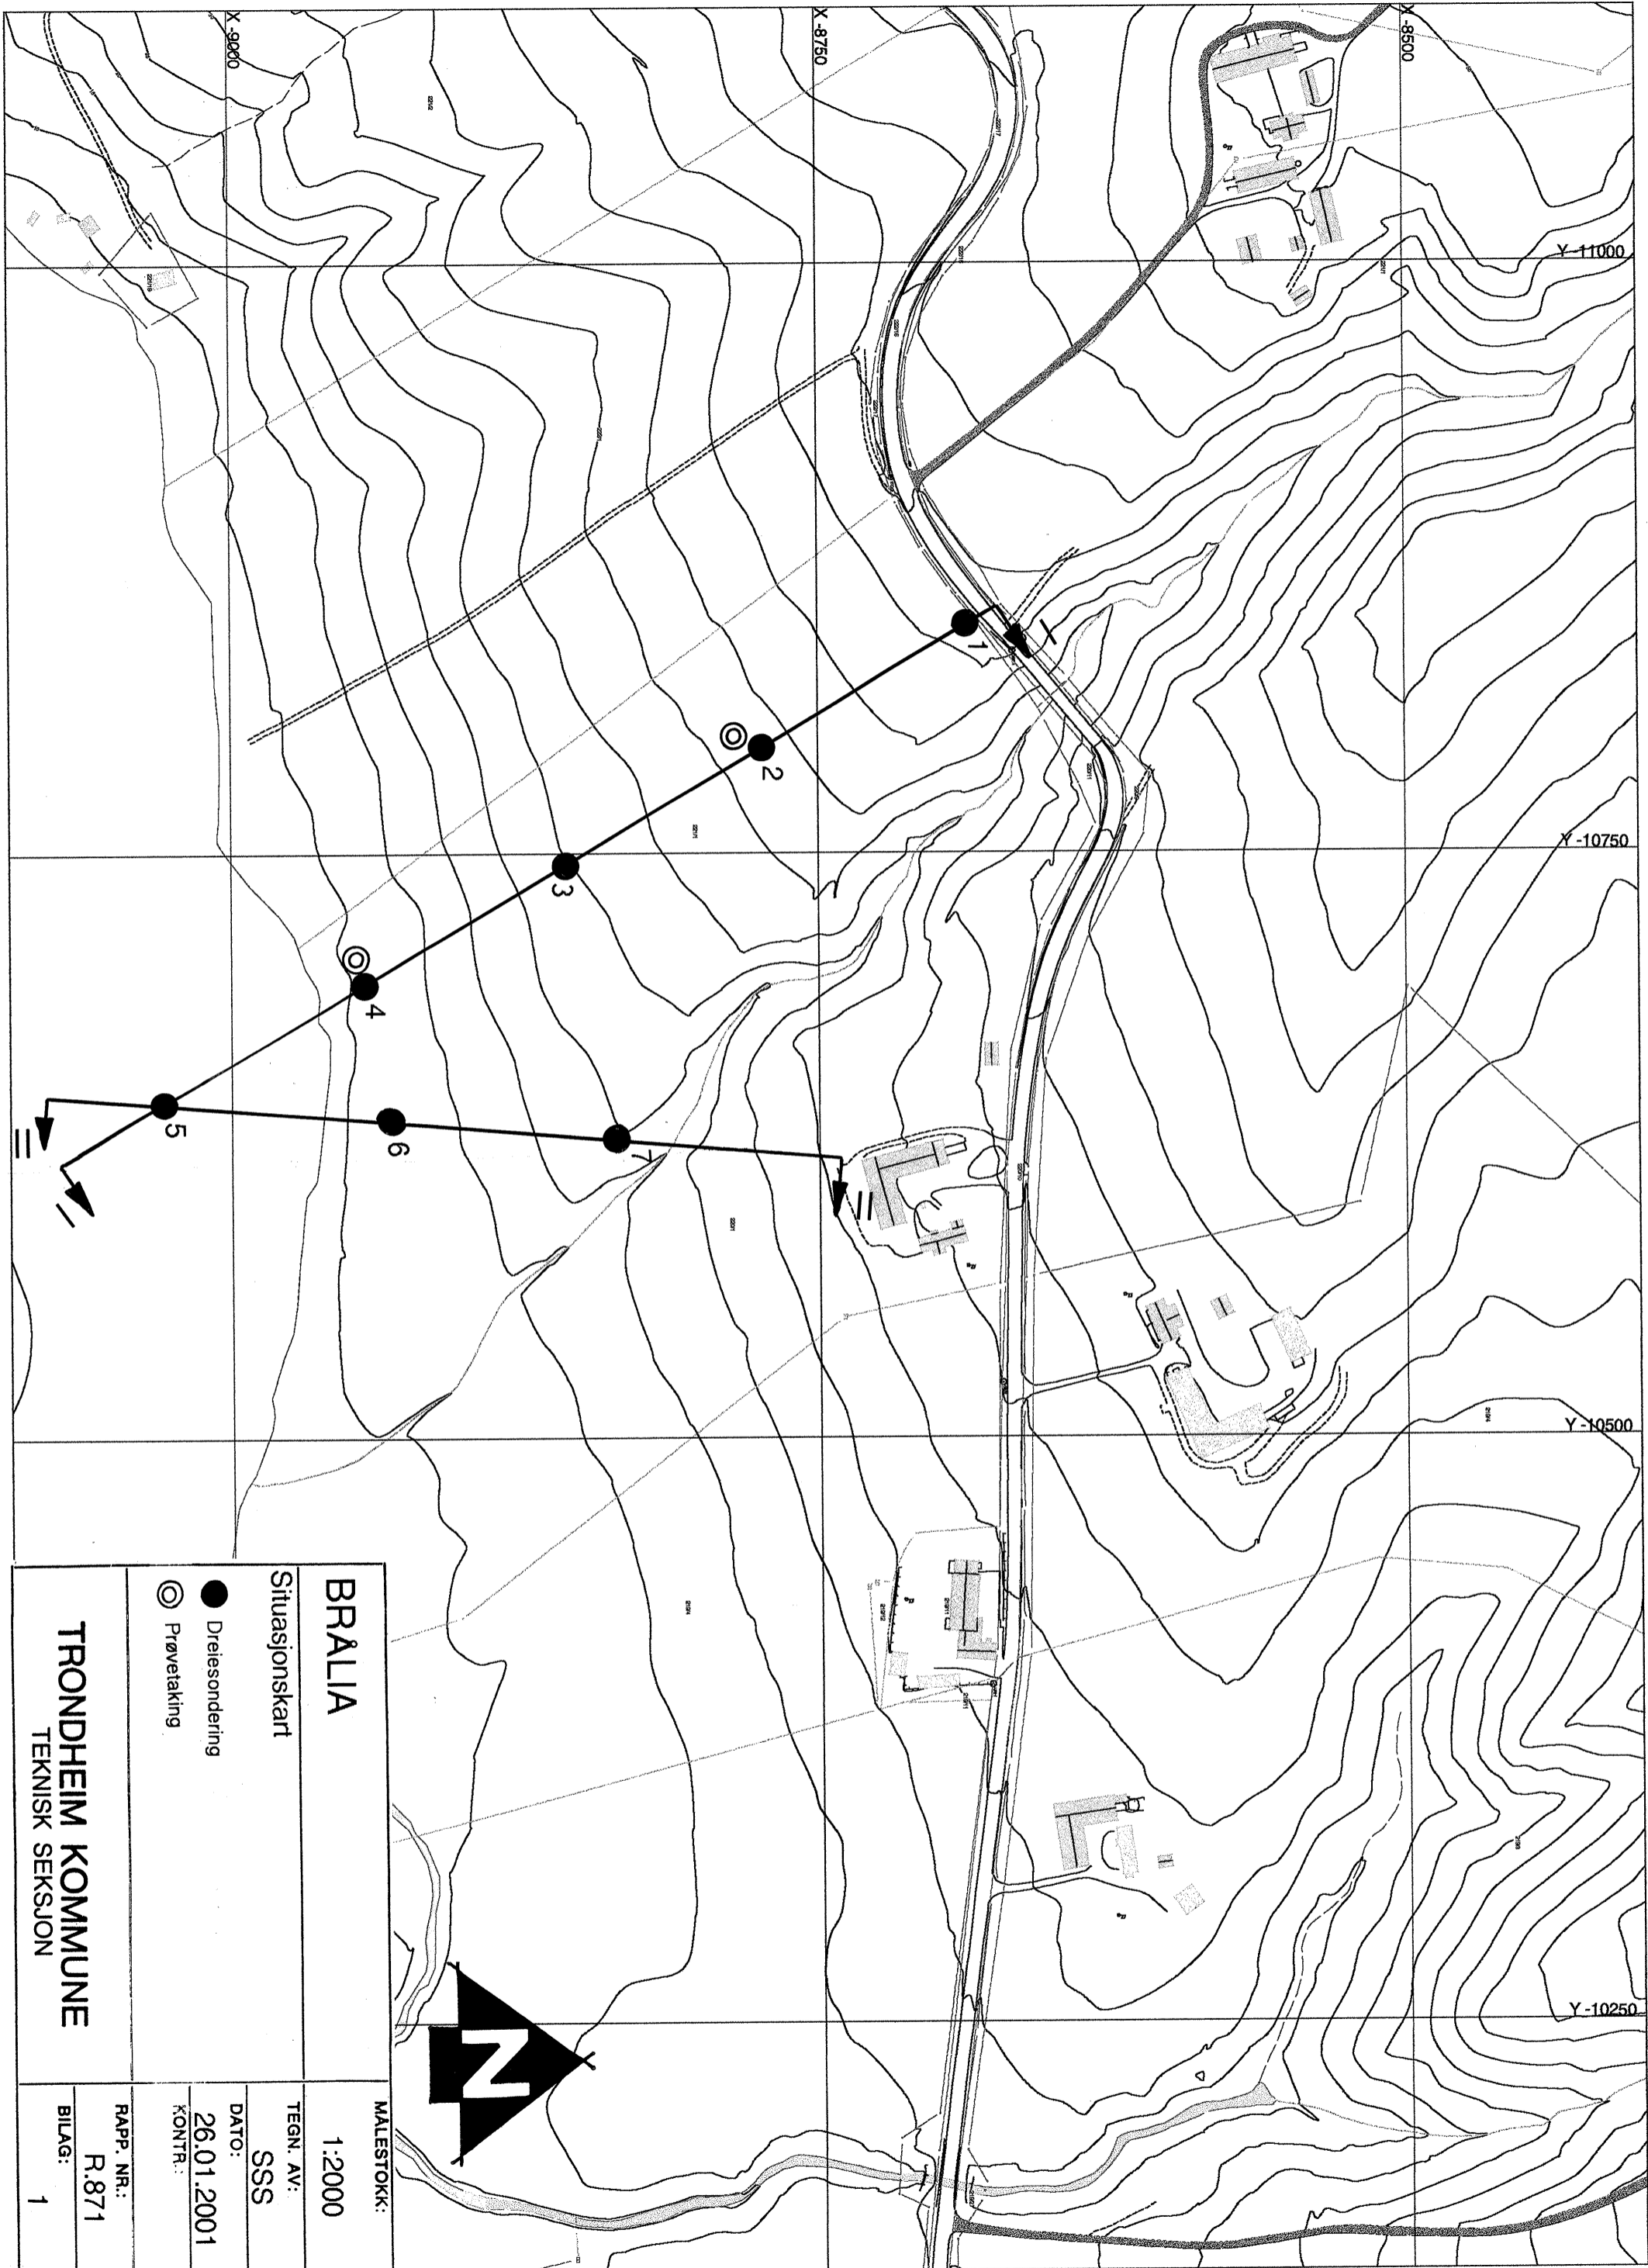 X -9000
X -8750
X -8500
Y -11000
Y -10750
Y -10500
Y -10250
I
1
2
3
4
5
6
7
II
I
II
N
BRÅLIA
Situasjonskart
Dreiesondering
Prøvetaking
TRONDHEIM KOMMUNE
TEKNISK SEKSJON
MÅLESTOKK:
1:2000
TEGN. AV:
SSS
DATO:
26.01.2001
KONTR.:
RAPP. NR.:
R.871
BILAG:
1